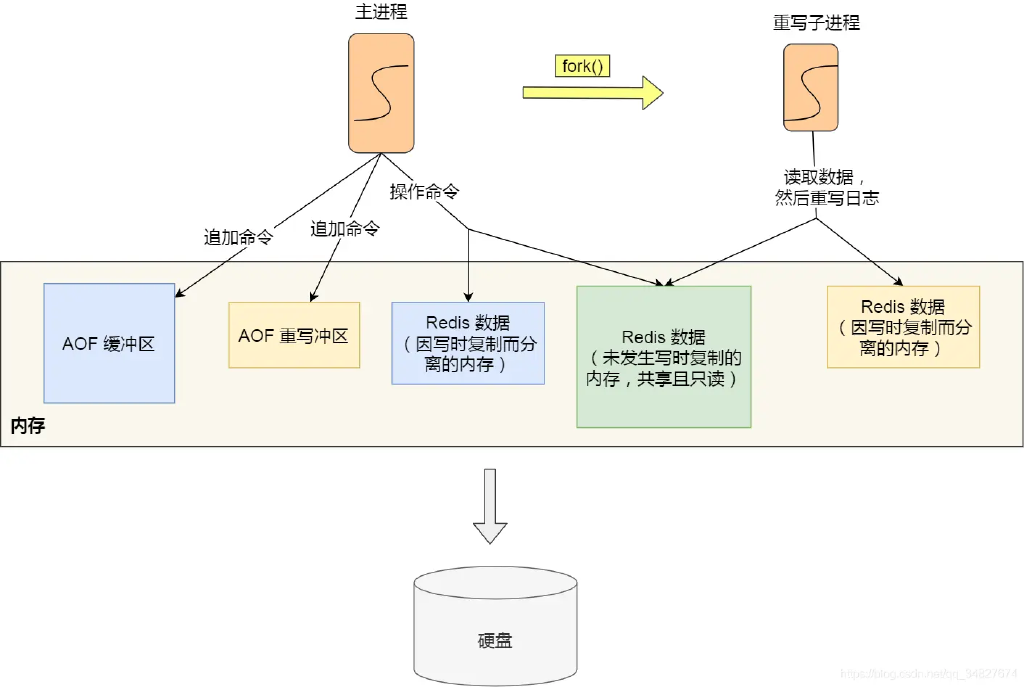 主进程
重写子进程
fork()
读取数据，
然后重写日志
操作命令
追加命令
追加命令
AOF 缓冲区
AOF 重写冲区
Redis 数据
（因写时复制而分
离的内存）
Redis 数据
（未发生写时复制的
内存，共享且只读）
Redis 数据
（因写时复制而分
离的内存）
内存
硬盘
https://blog.csdn.net/qq_34827674